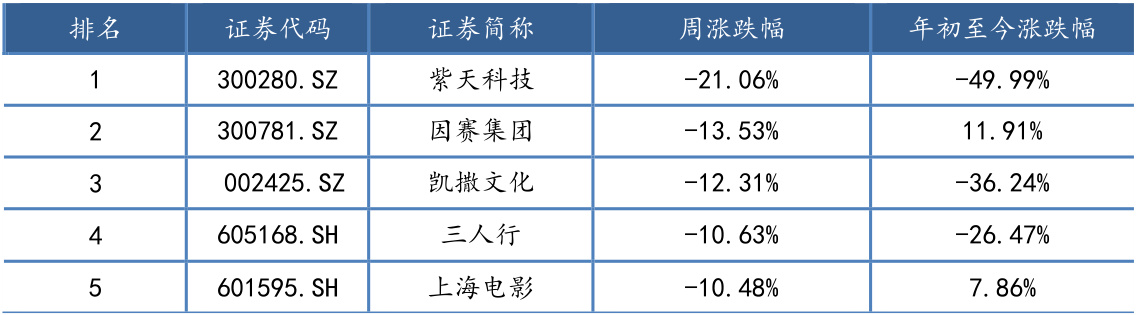 排名 证券代码 证券简称 周涨跌幅 年初至今涨跌幅
1 300280.SZ 紫天科技 -21.06% -49.99%
2 300781.SZ 因赛集团 -13.53% 11.91%
3 002425.SZ 凯撒文化 -12.31% -36.24%
4 605168.SH 三人行 -10.63% -26.47%
5 601595.SH 上海电影 -10.48% 7.86%